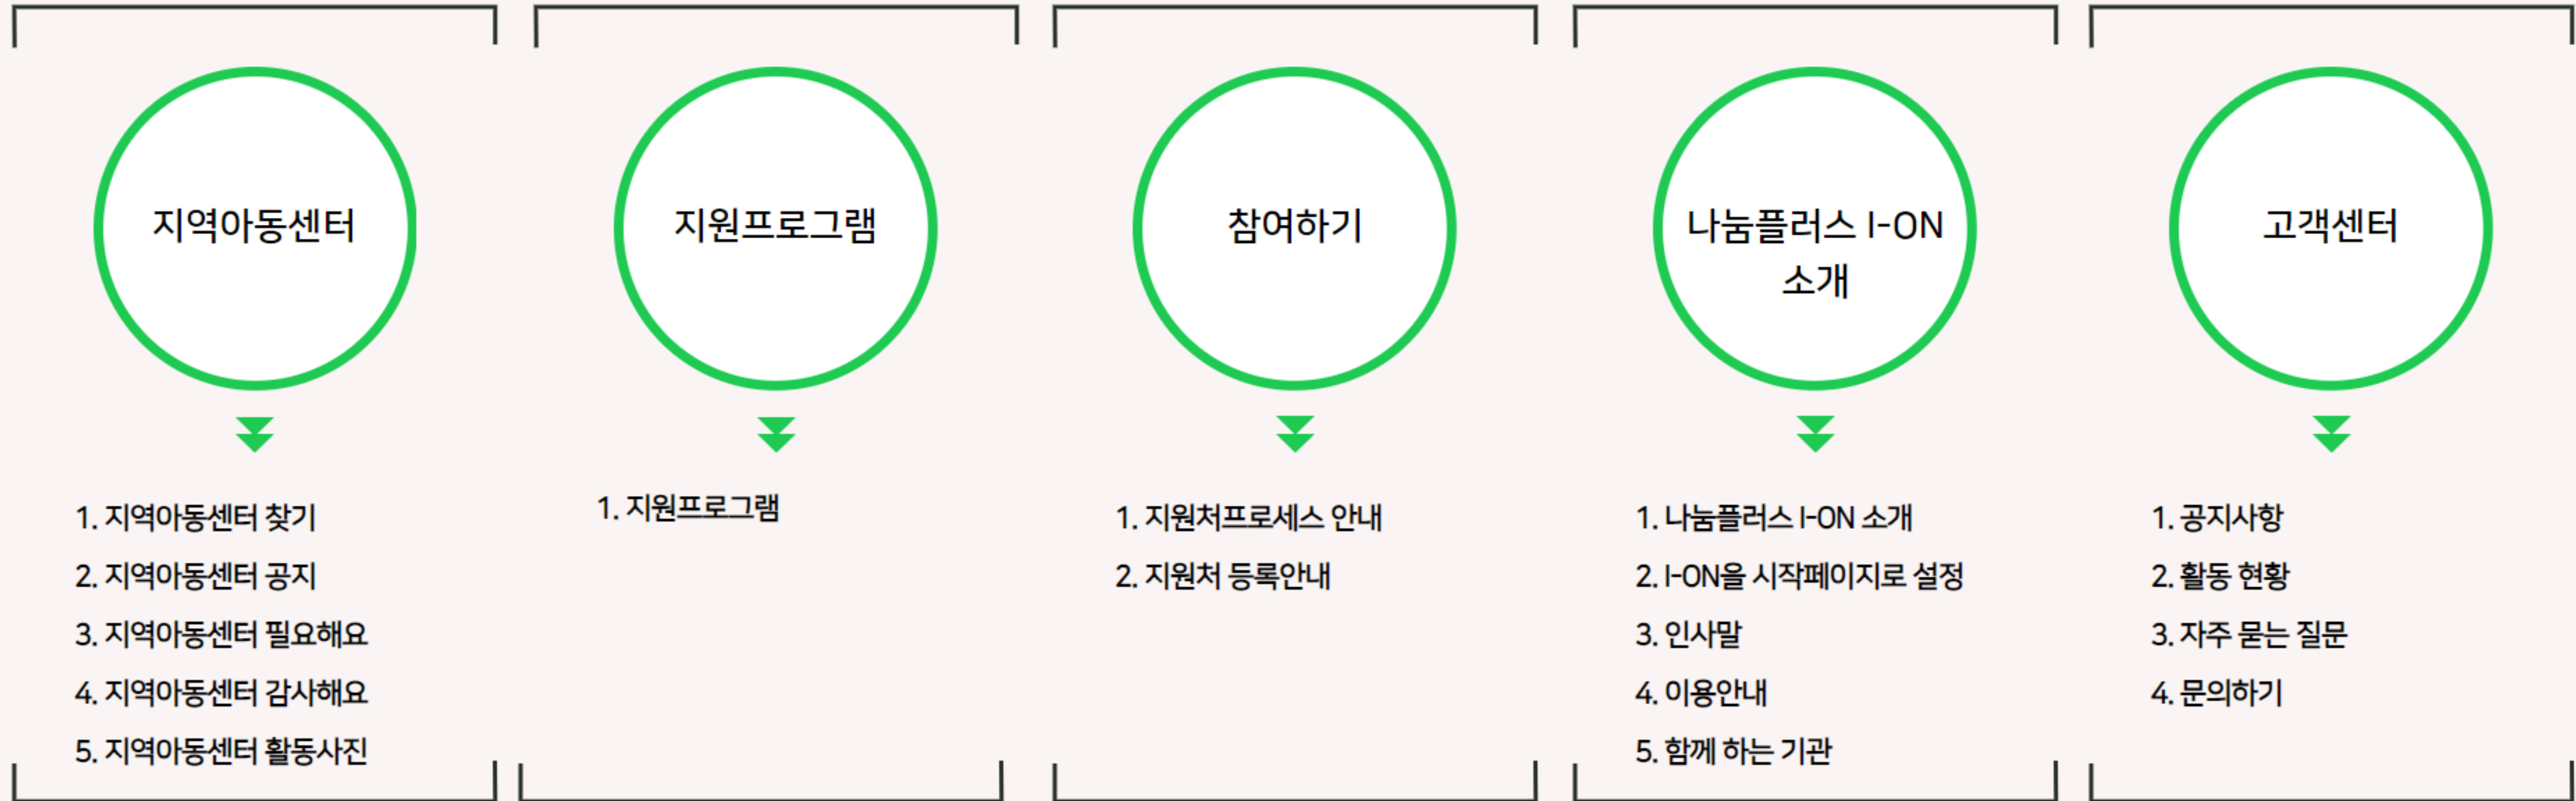 지역아동센터
1. 지역아동센터 찾기
2. 지역아동센터 공지
3. 지역아동센터 필요해요
4. 지역아동센터 감사해요
5. 지역아동센터 활동사진
지원프로그램
1. 지원프로그램
참여하기
1. 지원처프로세스 안내
2. 지원처 등록안내
나눔플러스 I-ON
소개
1. 나눔플러스 I-ON 소개
2. I-ON을 시작페이지로 설정
3. 인사말
4. 이용안내
5. 함께 하는 기관
고객센터
1. 공지사항
2. 활동 현황
3. 자주 묻는 질문
4. 문의하기